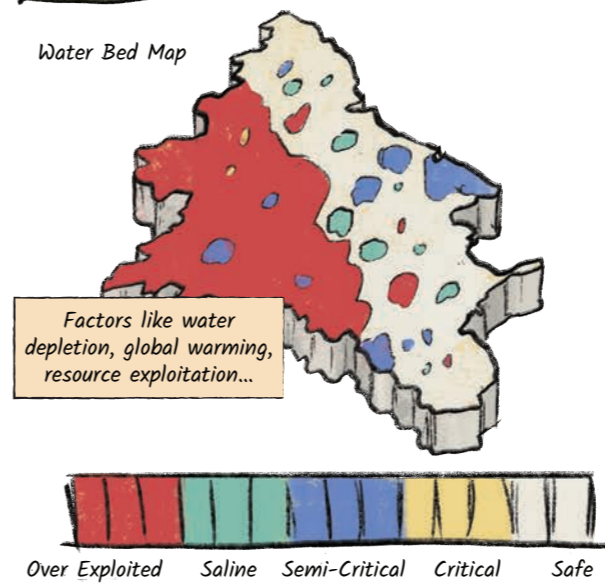 Water Bed Map
Factors like water
depletion, global warming,
resource exploitation...
Over Exploited Saline Semi-Critical Critical Safe